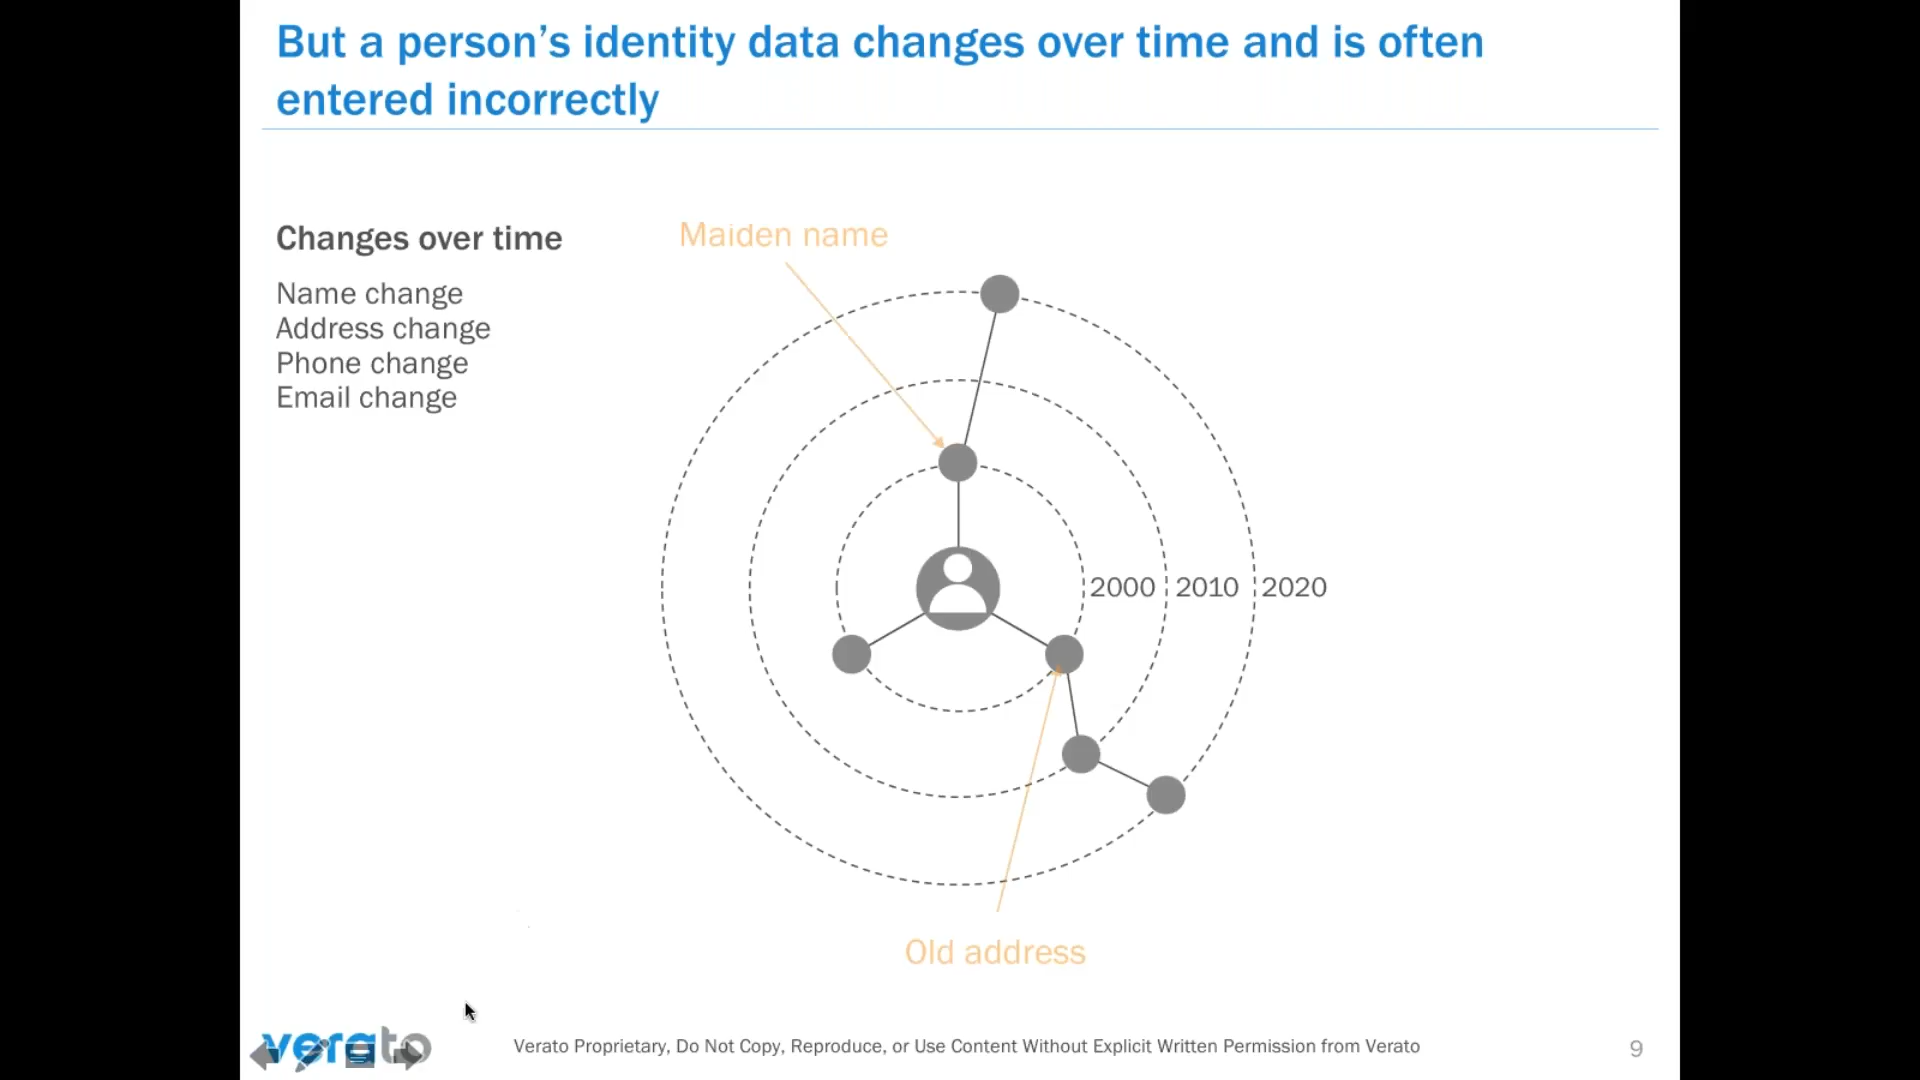 But a person’s identity data changes over time and is often
entered incorrectly
Changes over time
Name change
Address change
Phone change
Email change
Maiden name
2000
2010
2020
Old address
verato
Verato Proprietary, Do Not Copy, Reproduce, or Use Content Without Explicit Written Permission from Verato
9